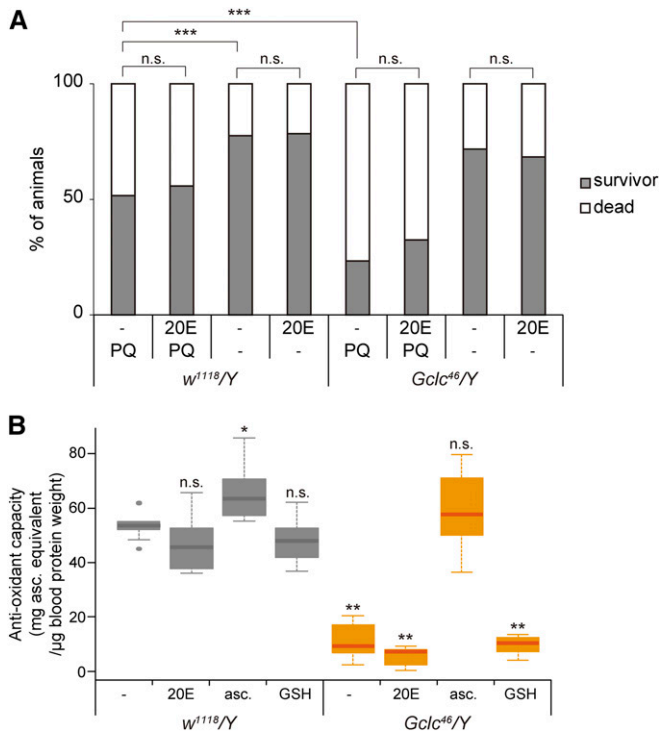 A
***
***
n.s. n.s. n.s. n.s.
100
50
0
% of animals
survivor
dead
- 20E - 20E - 20E - 20E
PQ PQ - - PQ PQ - -
w1118/Y Gclc46/Y
B
Anti-oxidant capacity
(mg asc. equivalent
/μg blood protein weight)
80
60
40
20
0
n.s. * n.s. ** ** n.s. **
- 20E asc. GSH - 20E asc. GSH
w1118/Y Gclc46/Y